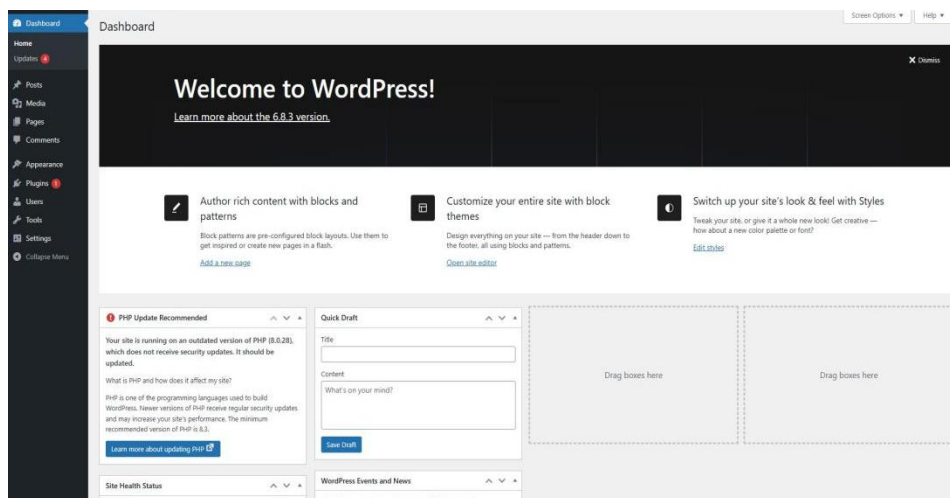 Screen Options ▼ Help ▼
Dashboard
Home
Updates 4
Posts
Media
Pages
Comments
Appearance
Plugins 1
Users
Tools
Settings
Collapse Menu
Dashboard
Dismiss
Welcome to WordPress!
Learn more about the 6.8.3 version.
Author rich content with blocks and
patterns
Block patterns are pre-configured block layouts. Use them to
get inspired or create new pages in a flash.
Add a new page
Customize your entire site with block
themes
Design everything on your site — from the header down to
the footer, all using blocks and patterns.
Open site editor
Switch up your site's look & feel with Styles
Tweak your site, or give it a whole new look! Get creative —
how about a new color palette or font?
Edit styles
PHP Update Recommended
Your site is running on an outdated version of PHP (8.0.28),
which does not receive security updates. It should be
updated.
What is PHP and how does it affect my site?
PHP is one of the programming languages used to build
WordPress. Newer versions of PHP receive regular security updates
and may increase your site's performance. The minimum
recommended version of PHP is 8.3.
Learn more about updating PHP
Site Health Status
Quick Draft
Title
Content
What's on your mind?
Save Draft
WordPress Events and News
Drag boxes here
Drag boxes here